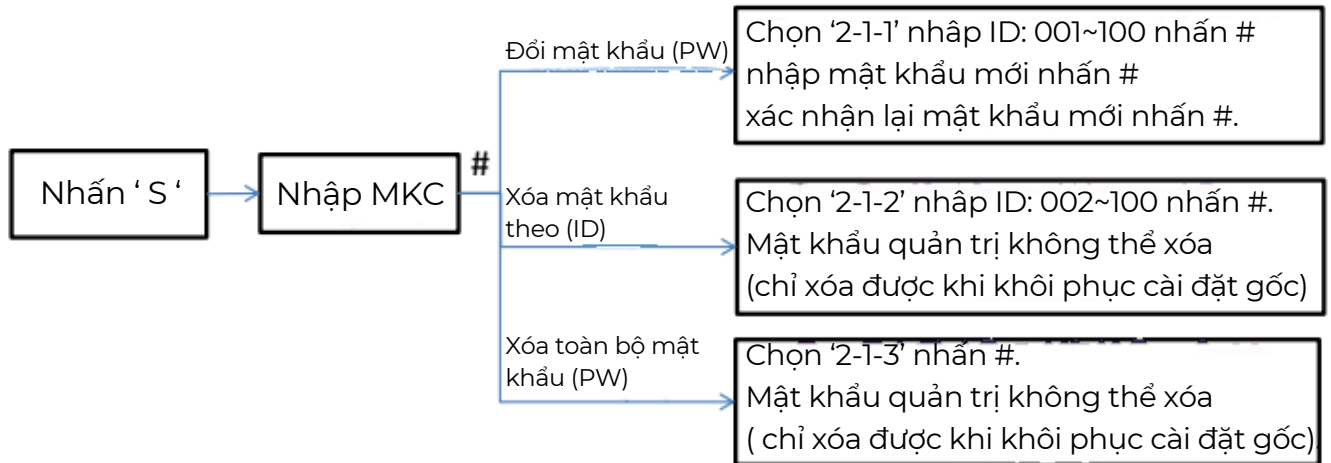 Nhấn ‘ S ‘
Nhập MKC
#
Đổi mật khẩu (PW)
Chọn ‘2-1-1’ nhâp ID: 001~100 nhấn #
nhập mật khẩu mới nhấn #
xác nhận lại mật khẩu mới nhấn #.
Xóa mật khẩu
theo (ID)
Chọn ‘2-1-2’ nhâp ID: 002~100 nhấn #.
Mật khẩu quản trị không thể xóa
(chỉ xóa được khi khôi phục cài đặt gốc)
Xóa toàn bộ mật
khẩu (PW)
Chọn ‘2-1-3’ nhấn #.
Mật khẩu quản trị không thể xóa
( chỉ xóa được khi khôi phục cài đặt gốc).